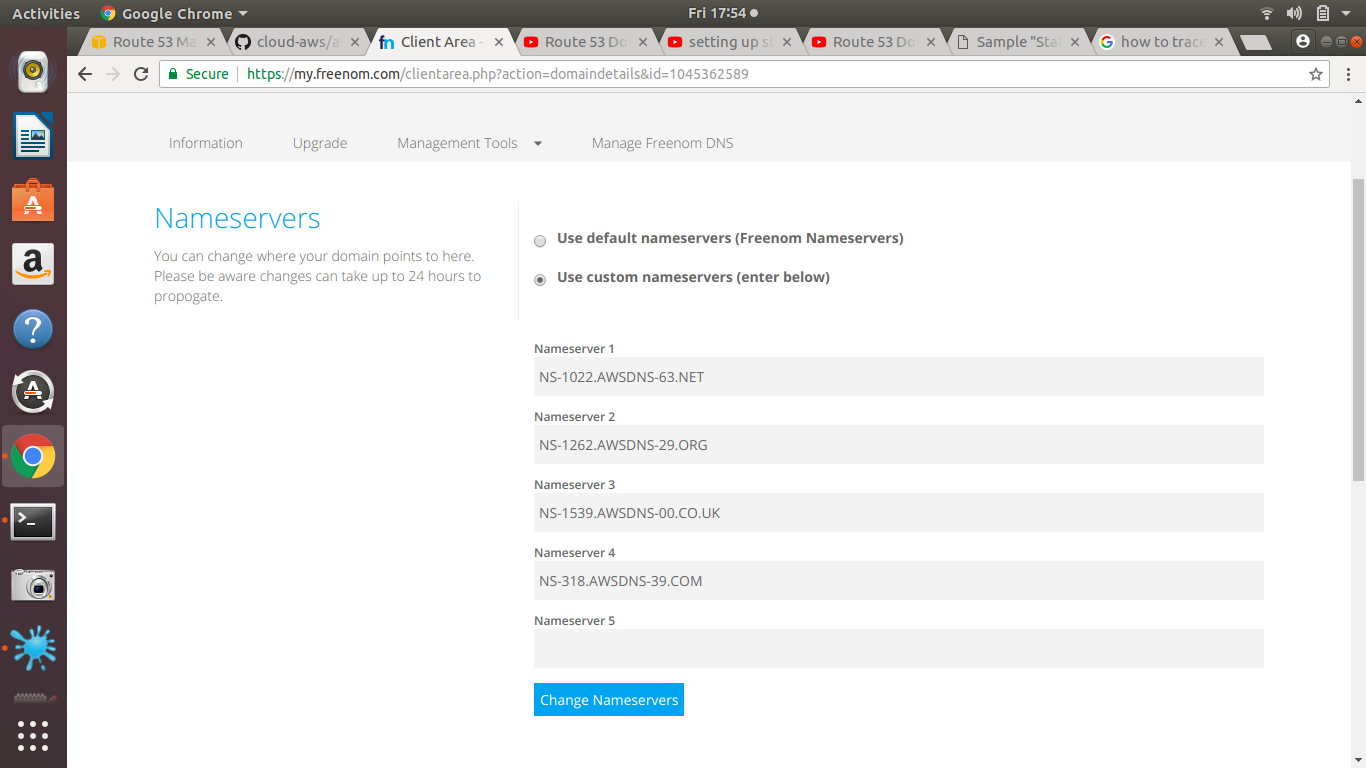 Activities Google Chrome Fri 17:54
Route 53 Ma cloud-aws/a Client Area - Route 53 Do setting up st Route 53 Do Sample "Stat how to trace
Secure https://my.freenom.com/clientarea.php?action=domaindetails&id=1045362589
Information Upgrade Management Tools Manage Freenom DNS
Nameservers
You can change where your domain points to here.
Please be aware changes can take up to 24 hours to
propogate.
Use default nameservers (Freenom Nameservers)
Use custom nameservers (enter below)
Nameserver 1
NS-1022.AWSDNS-63.NET
Nameserver 2
NS-1262.AWSDNS-29.ORG
Nameserver 3
NS-1539.AWSDNS-00.CO.UK
Nameserver 4
NS-318.AWSDNS-39.COM
Nameserver 5
Change Nameservers